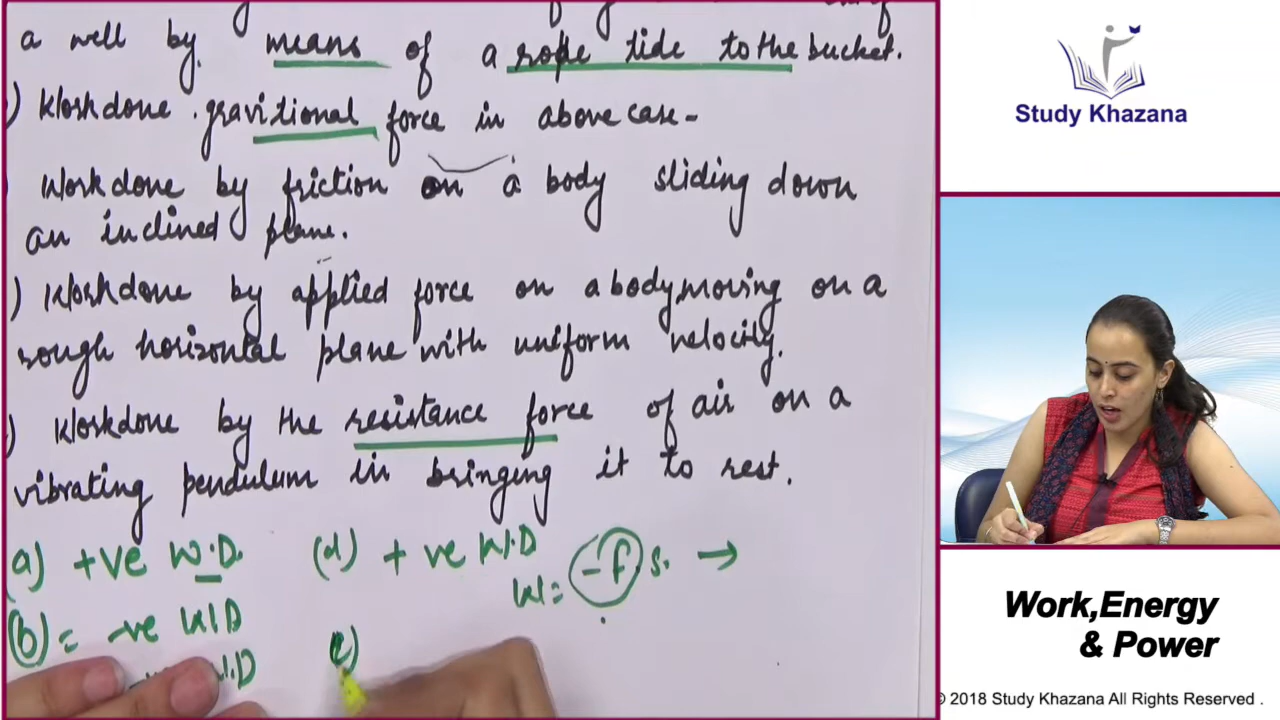 a well by means of a rope tide to the bucket.
) Workdone . gravitional force in above case -
Workdone by friction on a body sliding down
an inclined plane.
) Workdone by applied force on a body moving on a
rough horizontal plane with uniform velocity.
) Workdone by the resistance force of air on a
vibrating pendulum in bringing it to rest.
a) +ve W.D.
(d) + ve W.D
W = -f. s. →
(b) = -ve W.D
W.D
e)
Study Khazana
Work,Energy
& Power
© 2018 Study Khazana All Rights Reserved .